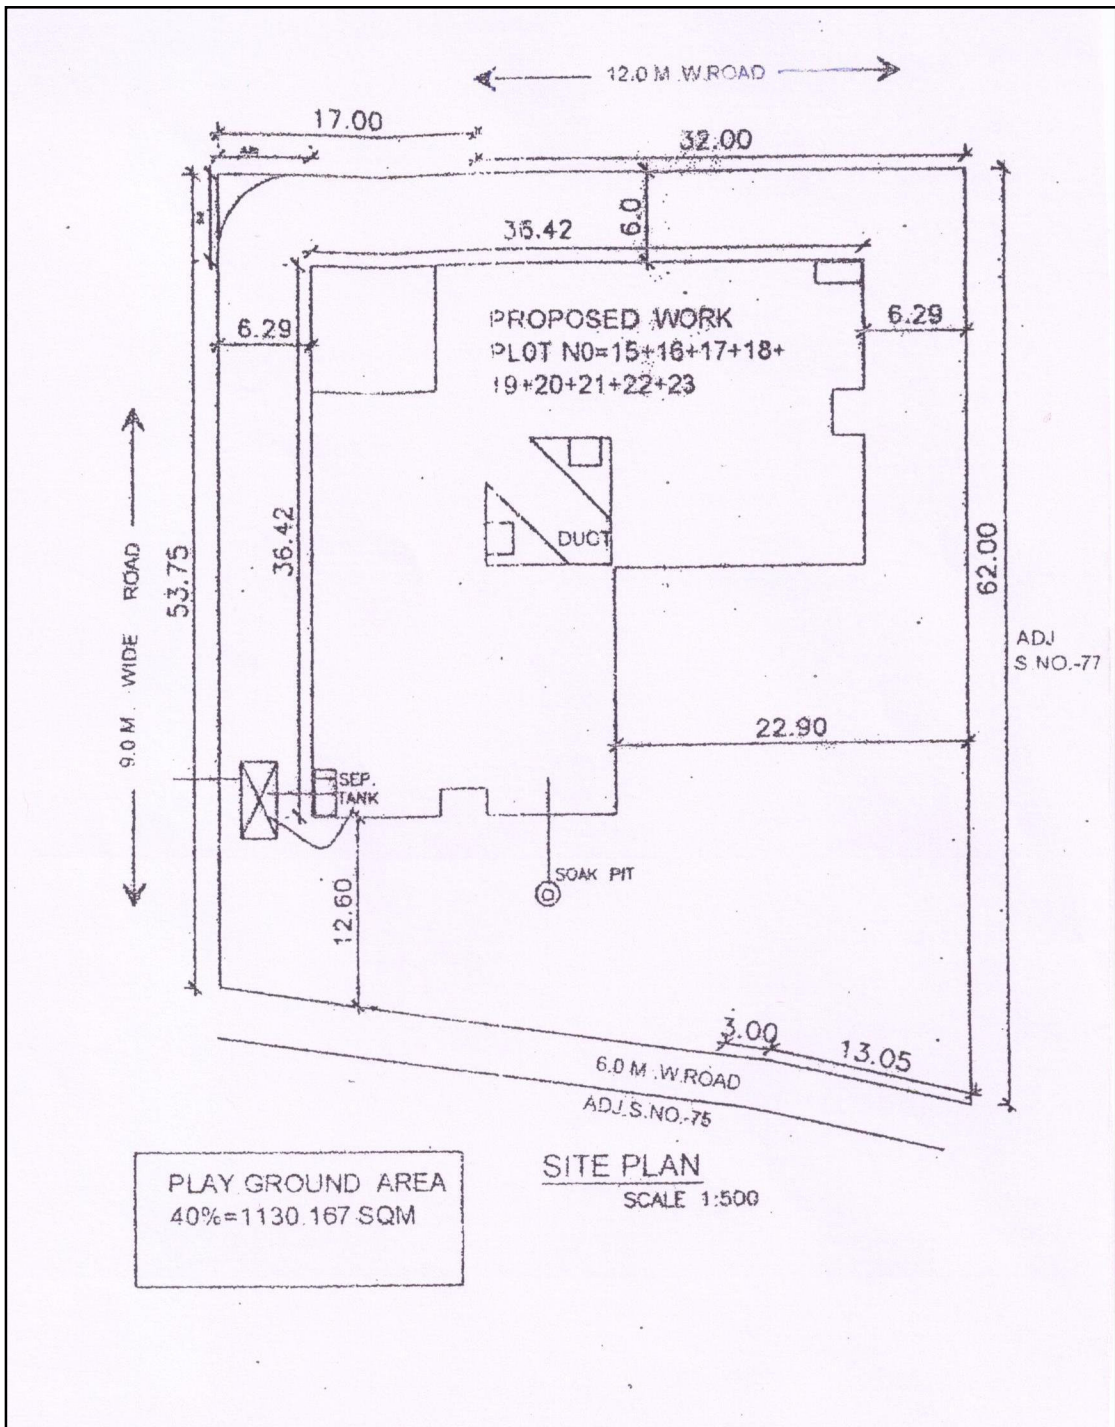 12.0 M .W.ROAD
17.00
32.00
6.0
36.42
6.29
PROPOSED WORK
PLOT N0=15+16+17+18+
19+20+21+22+23
6.29
9.0 M. WIDE ROAD
53.75
36.42
DUCT
62.00
ADJ
S.NO.-77
22.90
SEP.
TANK
SOAK PIT
12.60
3.00
13.05
6.0 M .W.ROAD
ADJ.S.NO.-75
SITE PLAN
SCALE 1:500
PLAY GROUND AREA
40%=1130.167 SQM